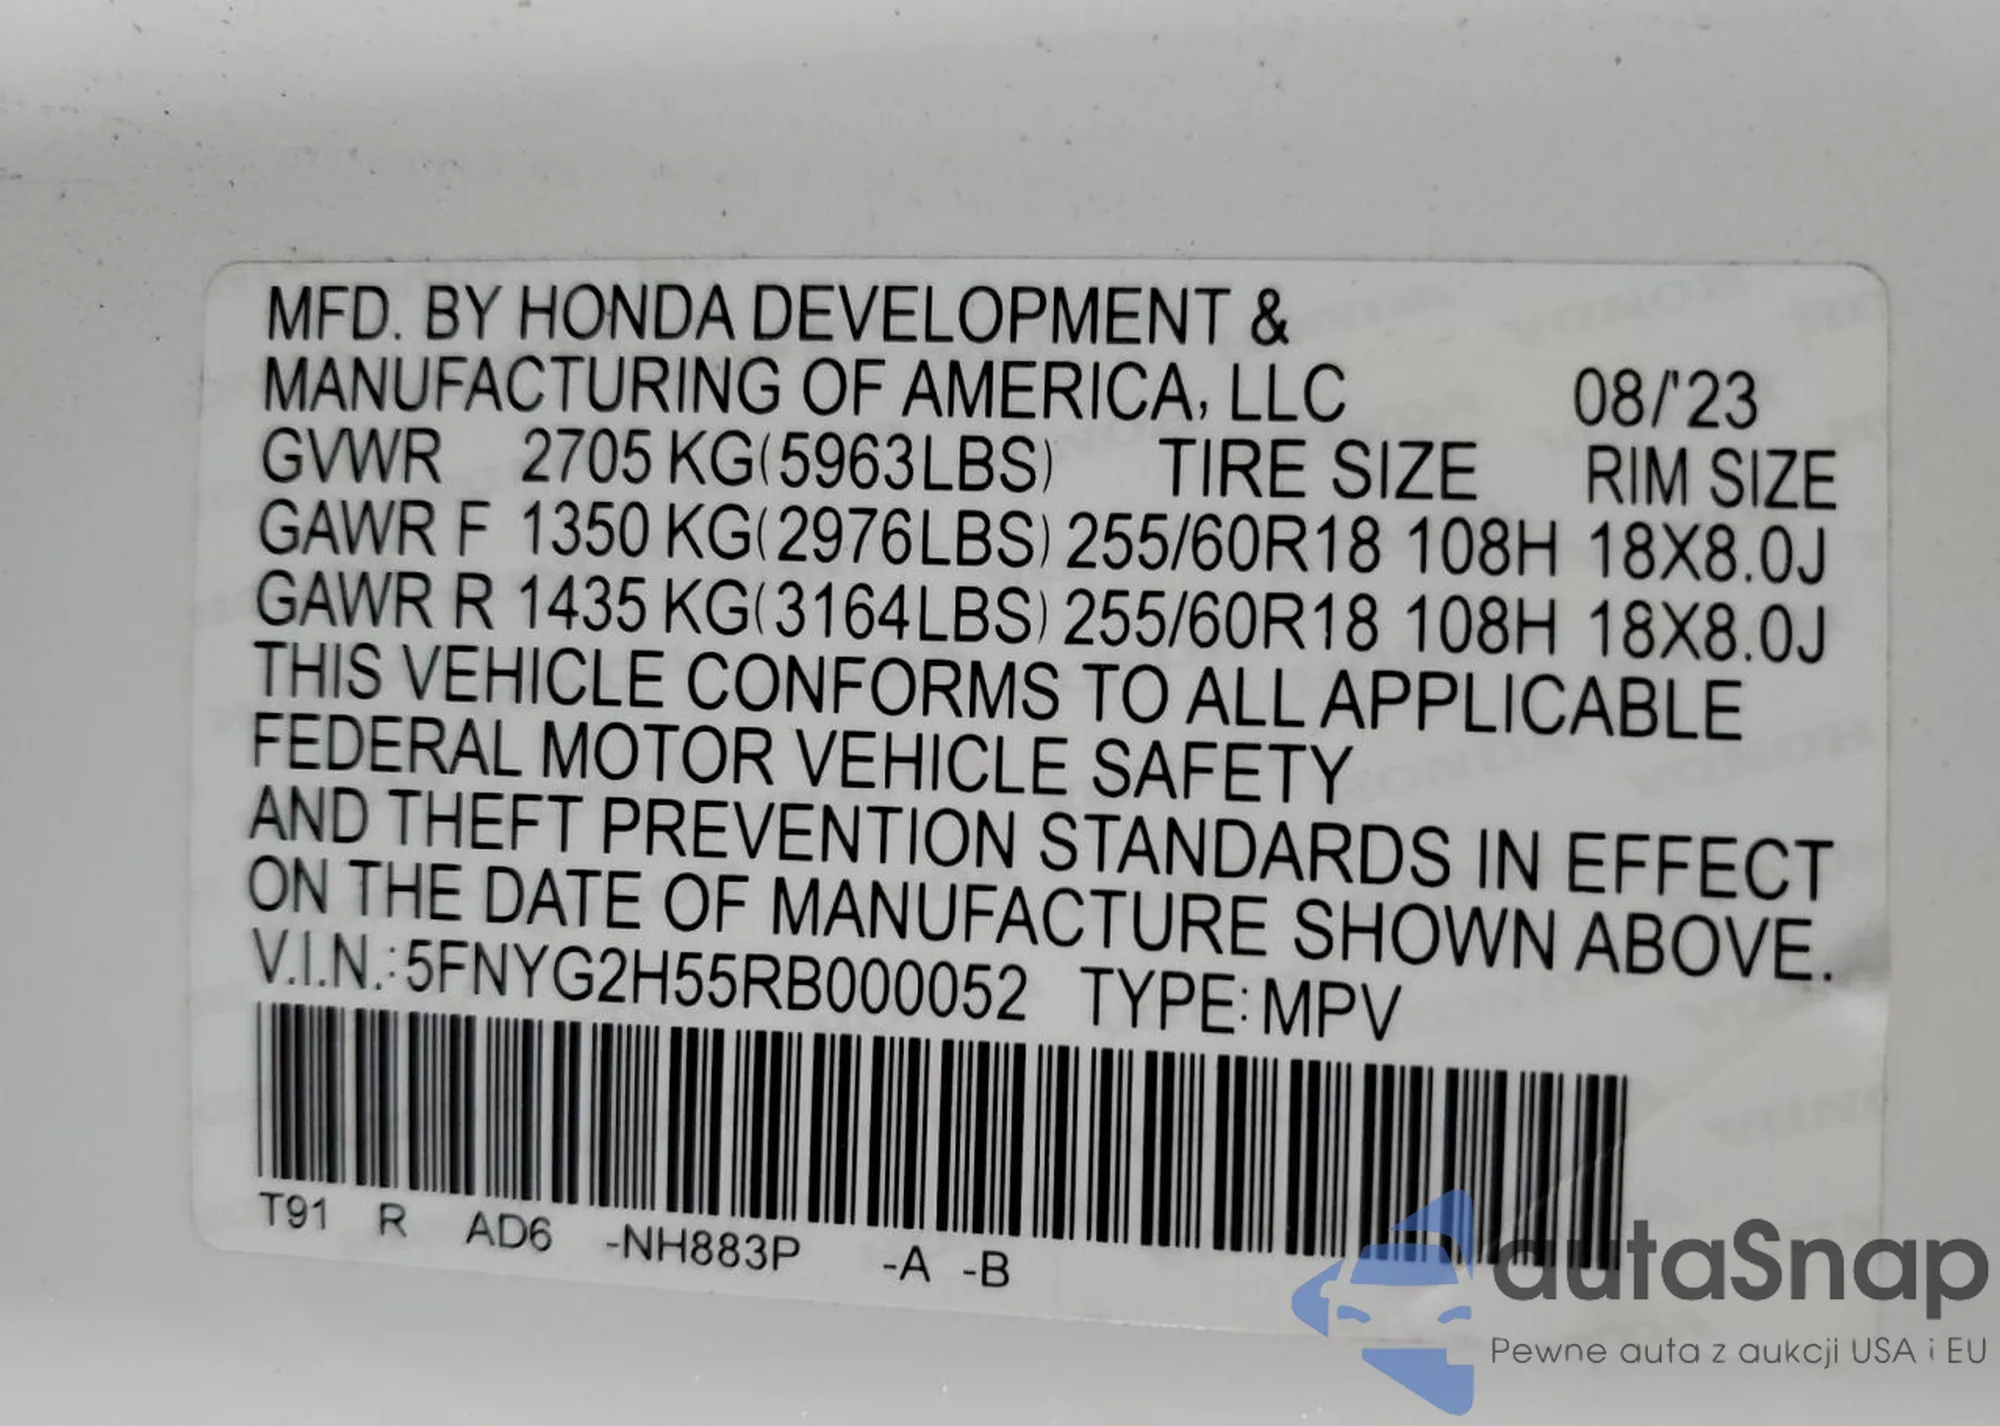 MFD. BY HONDA DEVELOPMENT &
MANUFACTURING OF AMERICA, LLC 08/'23
GVWR 2705 KG(5963LBS) TIRE SIZE RIM SIZE
GAWR F 1350 KG(2976LBS) 255/60R18 108H 18X8.0J
GAWR R 1435 KG(3164LBS) 255/60R18 108H 18X8.0J
THIS VEHICLE CONFORMS TO ALL APPLICABLE
FEDERAL MOTOR VEHICLE SAFETY
AND THEFT PREVENTION STANDARDS IN EFFECT
ON THE DATE OF MANUFACTURE SHOWN ABOVE.
V.I.N.:5FNYG2H55RB000052 TYPE:MPV
T91 R AD6 -NH883P -A -B
autaSnap
Pewne auta z aukcji USA i EU